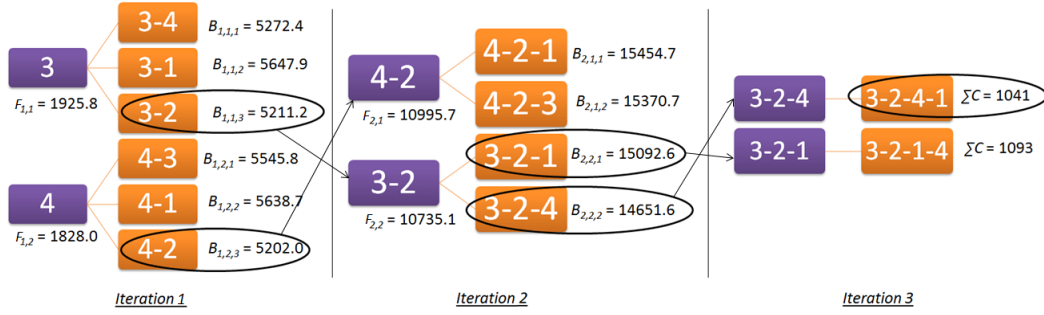 3
F1,1 = 1925.8
3-4
B1,1,1 = 5272.4
3-1
B1,1,2 = 5647.9
3-2
B1,1,3 = 5211.2
4
F1,2 = 1828.0
4-3
B1,2,1 = 5545.8
4-1
B1,2,2 = 5638.7
4-2
B1,2,3 = 5202.0
Iteration 1
4-2
F2,1 = 10995.7
4-2-1
B2,1,1 = 15454.7
4-2-3
B2,1,2 = 15370.7
3-2
F2,2 = 10735.1
3-2-1
B2,2,1 = 15092.6
3-2-4
B2,2,2 = 14651.6
Iteration 2
3-2-4
3-2-4-1
∑C = 1041
3-2-1
3-2-1-4
∑C = 1093
Iteration 3